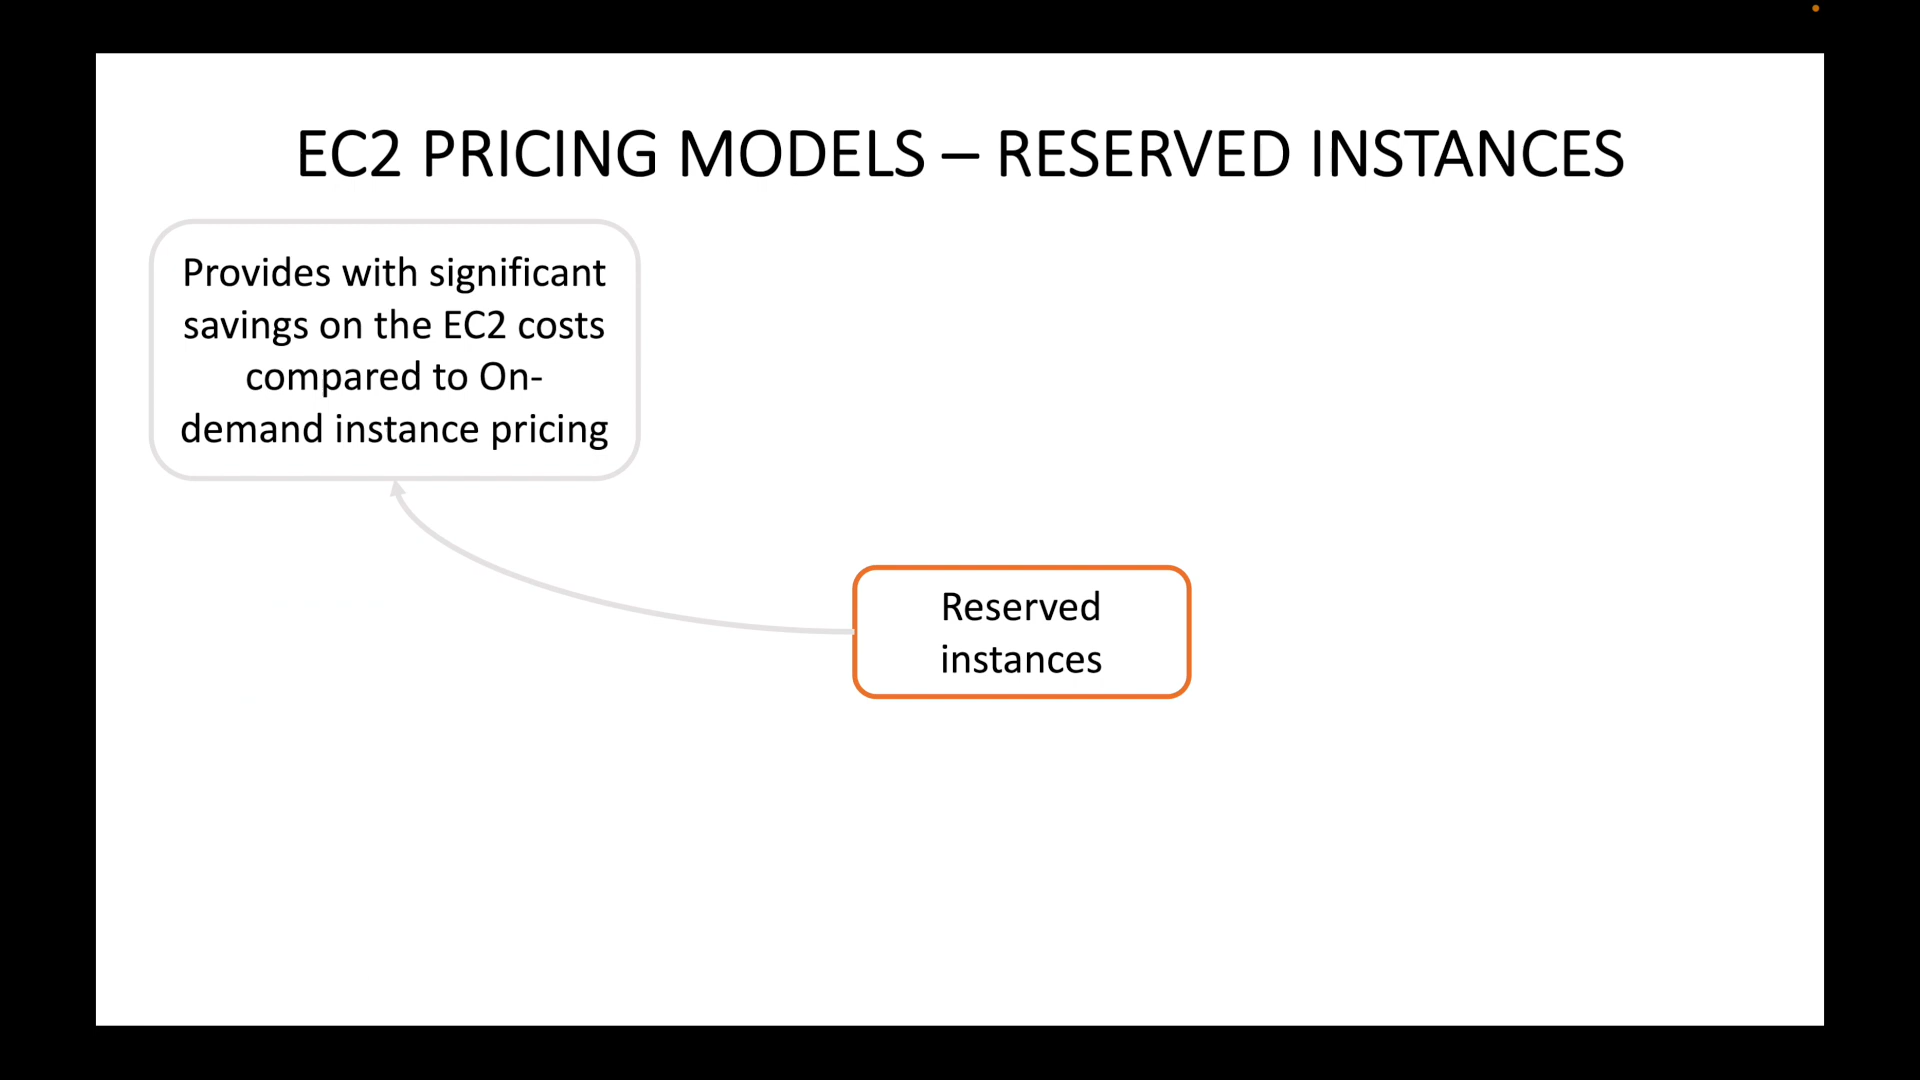 EC2 PRICING MODELS – RESERVED INSTANCES
Provides with significant
savings on the EC2 costs
compared to On-
demand instance pricing
Reserved
instances